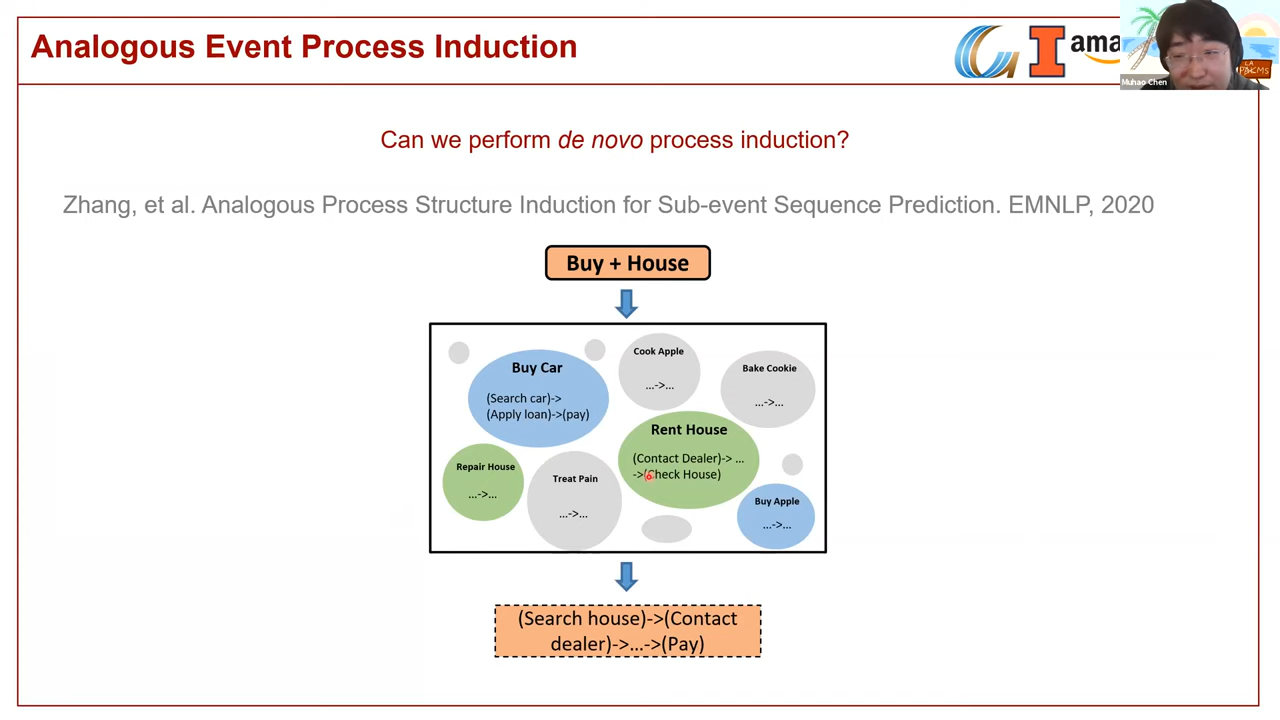 Analogous Event Process Induction
ama
Muhao Chen
LA
Can we perform de novo process induction?
Zhang, et al. Analogous Process Structure Induction for Sub-event Sequence Prediction. EMNLP, 2020
Buy + House
Buy Car
(Search car)->
(Apply loan)->(pay)
Cook Apple
...->...
Bake Cookie
...->...
Rent House
(Contact Dealer)-> ...
->(Check House)
Repair House
...->...
Treat Pain
...->...
Buy Apple
...->...
(Search house)->(Contact
dealer)->...->(Pay)